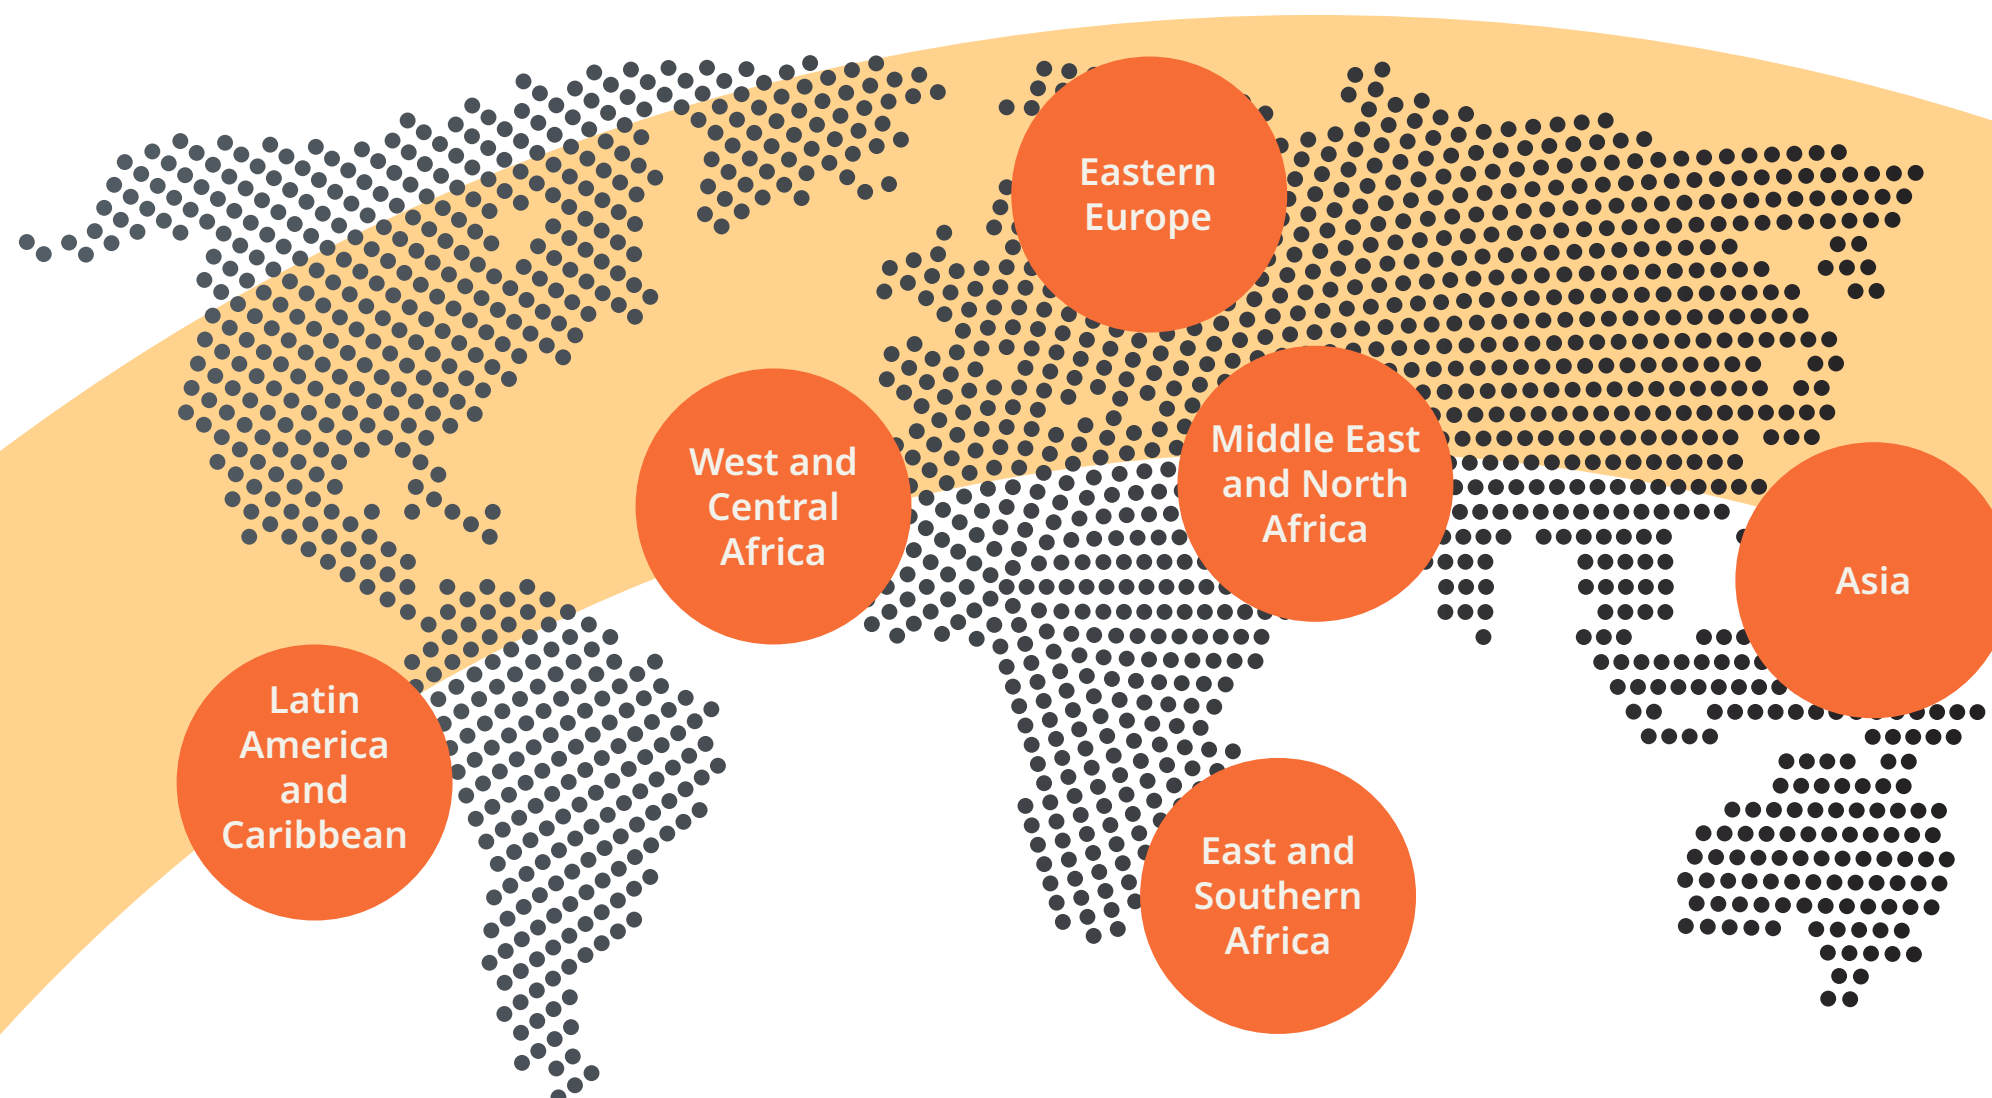 Eastern
Europe
West and
Central
Africa
Middle East
and North
Africa
Asia
Latin
America
and
Caribbean
East and
Southern
Africa